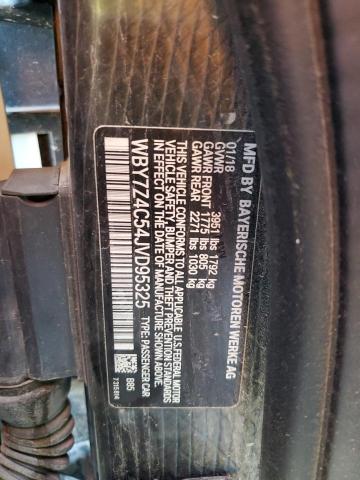 MFD BY BAYERISCHE MOTOREN WERKE AG
01/18
GVWR 3951 lbs 1792 kg
GAWR FRONT 1775 lbs 805 kg
GAWR REAR 2271 lbs 1030 kg
THIS VEHICLE CONFORMS TO ALL APPLICABLE U.S. FEDERAL MOTOR
VEHICLE SAFETY, BUMPER AND THEFT PREVENTION STANDARDS
IN EFFECT ON THE DATE OF MANUFACTURE SHOWN ABOVE.
WBY7Z4C54JVD95325 TYPE: PASSENGER CAR
B85